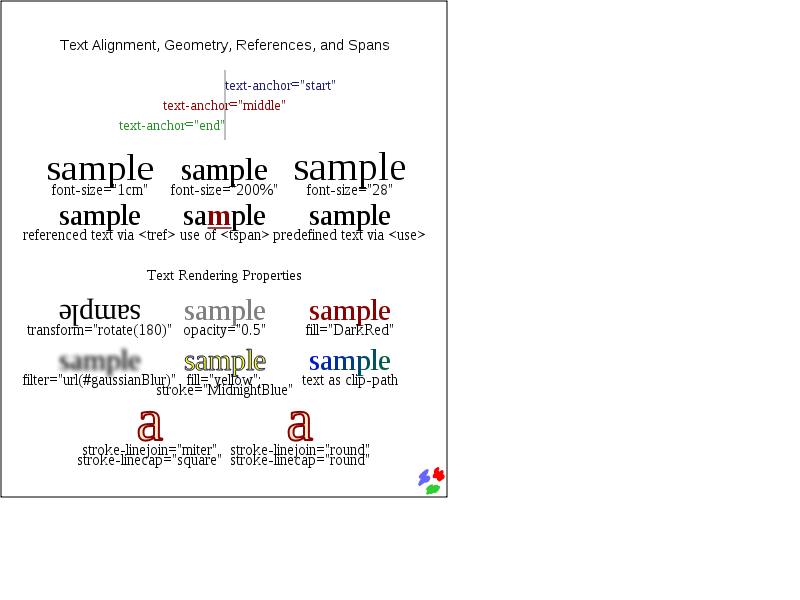 Text Alignment, Geometry, References, and Spans
text-anchor="start"
text-anchor="middle"
text-anchor="end"
sample sample sample
font-size="1cm" font-size="200%" font-size="28"
sample sample sample
referenced text via <tref> use of <tspan> predefined text via <use>
Text Rendering Properties
sample sample sample
transform="rotate(180)" opacity="0.5" fill="DarkRed"
sample sample sample
filter="url(#gaussianBlur)" fill="yellow"; text as clip-path
stroke="MidnightBlue"
a a
stroke-linejoin="miter" stroke-linejoin="round"
stroke-linecap="square" stroke-linecap="round"